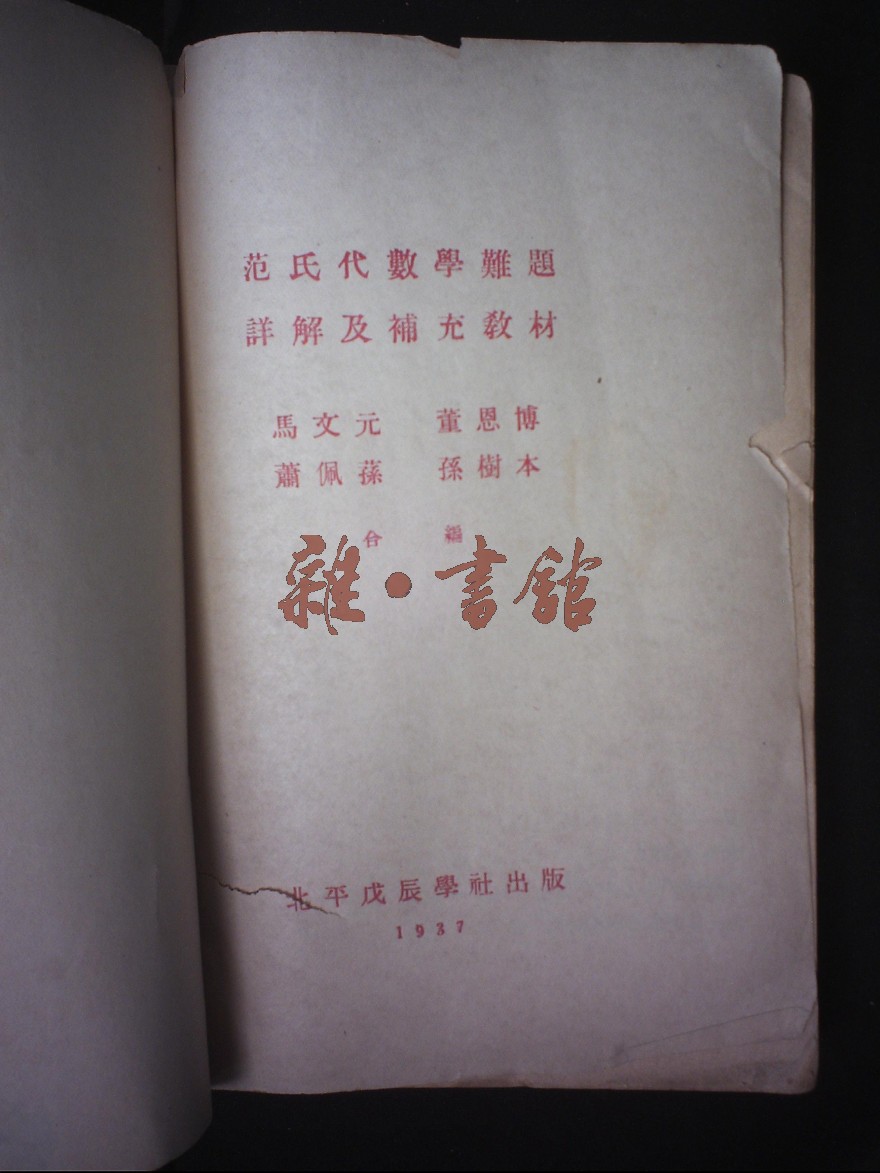 范氏代數學難題
詳解及補充教材
馬文元 董恩博
蕭佩蓀 孫樹本
合編
雜·書館
北平戊辰學社出版
1937